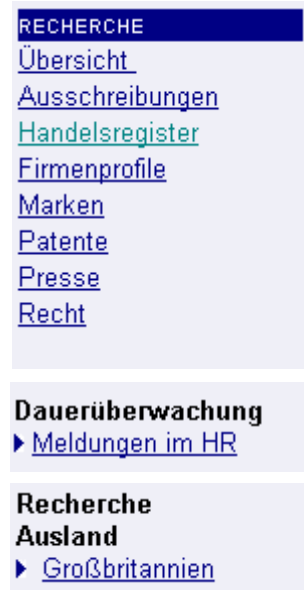 RECHERCHE
Übersicht
Ausschreibungen
Handelsregister
Firmenprofile
Marken
Patente
Presse
Recht
Dauerüberwachung
Meldungen im HR
Recherche
Ausland
Großbritannien